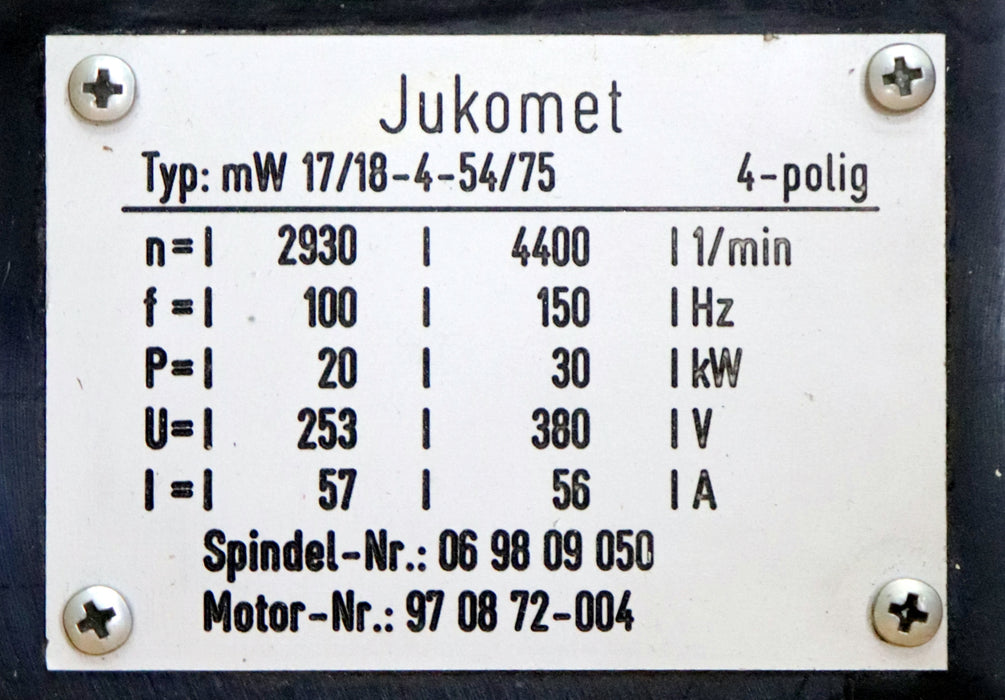 Jukomet
Typ: mW 17/18-4-54/75 4-polig
n=| 2930 | 4400 | 1/min
f=| 100 | 150 | Hz
P=| 20 | 30 | kW
U=| 253 | 380 | V
I=| 57 | 56 | A
Spindel-Nr.: 06 98 09 050
Motor-Nr.: 97 08 72-004